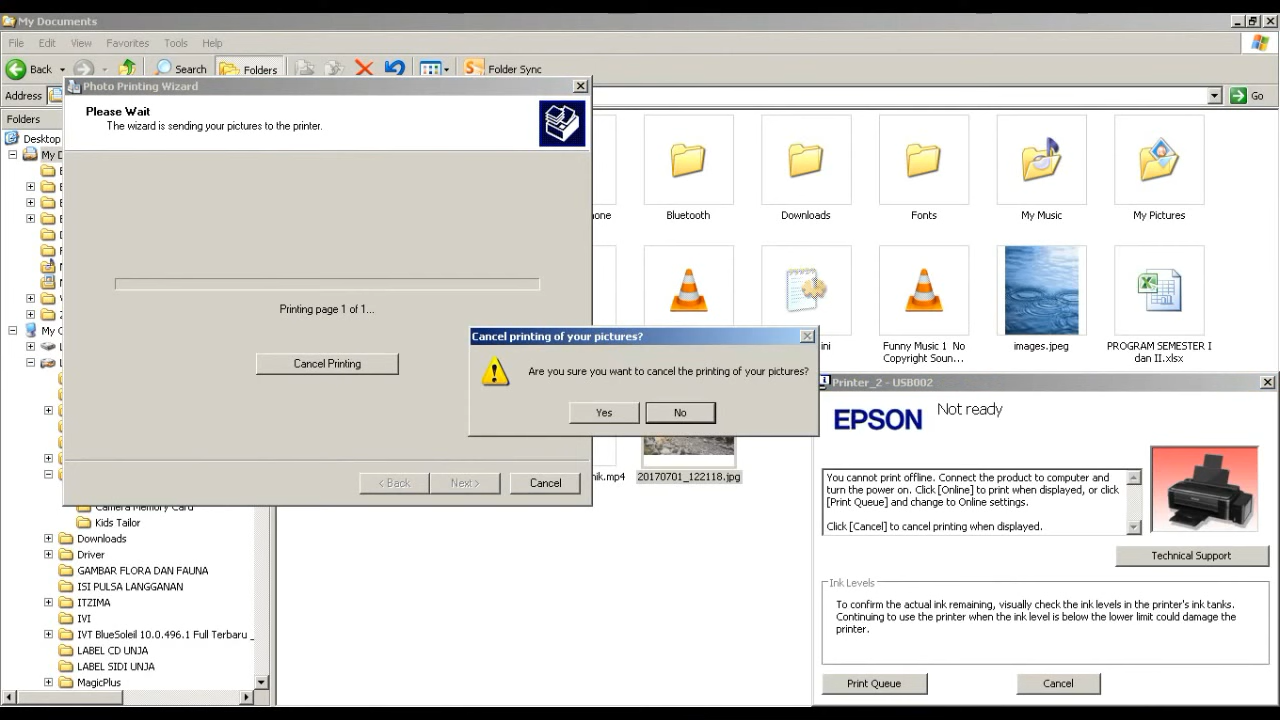 My Documents
File Edit View Favorites Tools Help
Back Search Folders Folder Sync
Address Go
Folders
Desktop
My D
My C
Photo Printing Wizard
Please Wait
The wizard is sending your pictures to the printer.
Printing page 1 of 1...
Cancel Printing
< Back Next > Cancel
Cancel printing of your pictures?
Are you sure you want to cancel the printing of your pictures?
Yes No
one Bluetooth Downloads Fonts My Music My Pictures
ini Funny Music 1 No images.jpeg PROGRAM SEMESTER I
Copyright Soun... dan II.xlsx
nik.mp4 20170701_122118.jpg
Camera Memory Card
Kids Tailor
Downloads
Driver
GAMBAR FLORA DAN FAUNA
ISI PULSA LANGGANAN
ITZIMA
IVI
IVT BlueSoleil 10.0.496.1 Full Terbaru _
LABEL CD UNJA
LABEL SIDI UNJA
MagicPlus
Printer_2 - USB002
EPSON Not ready
You cannot print offline. Connect the product to computer and
turn the power on. Click [Online] to print when displayed, or click
[Print Queue] and change to Online settings.
Click [Cancel] to cancel printing when displayed.
Technical Support
Ink Levels
To confirm the actual ink remaining, visually check the ink levels in the printer's ink tanks.
Continuing to use the printer when the ink level is below the lower limit could damage the
printer.
Print Queue Cancel